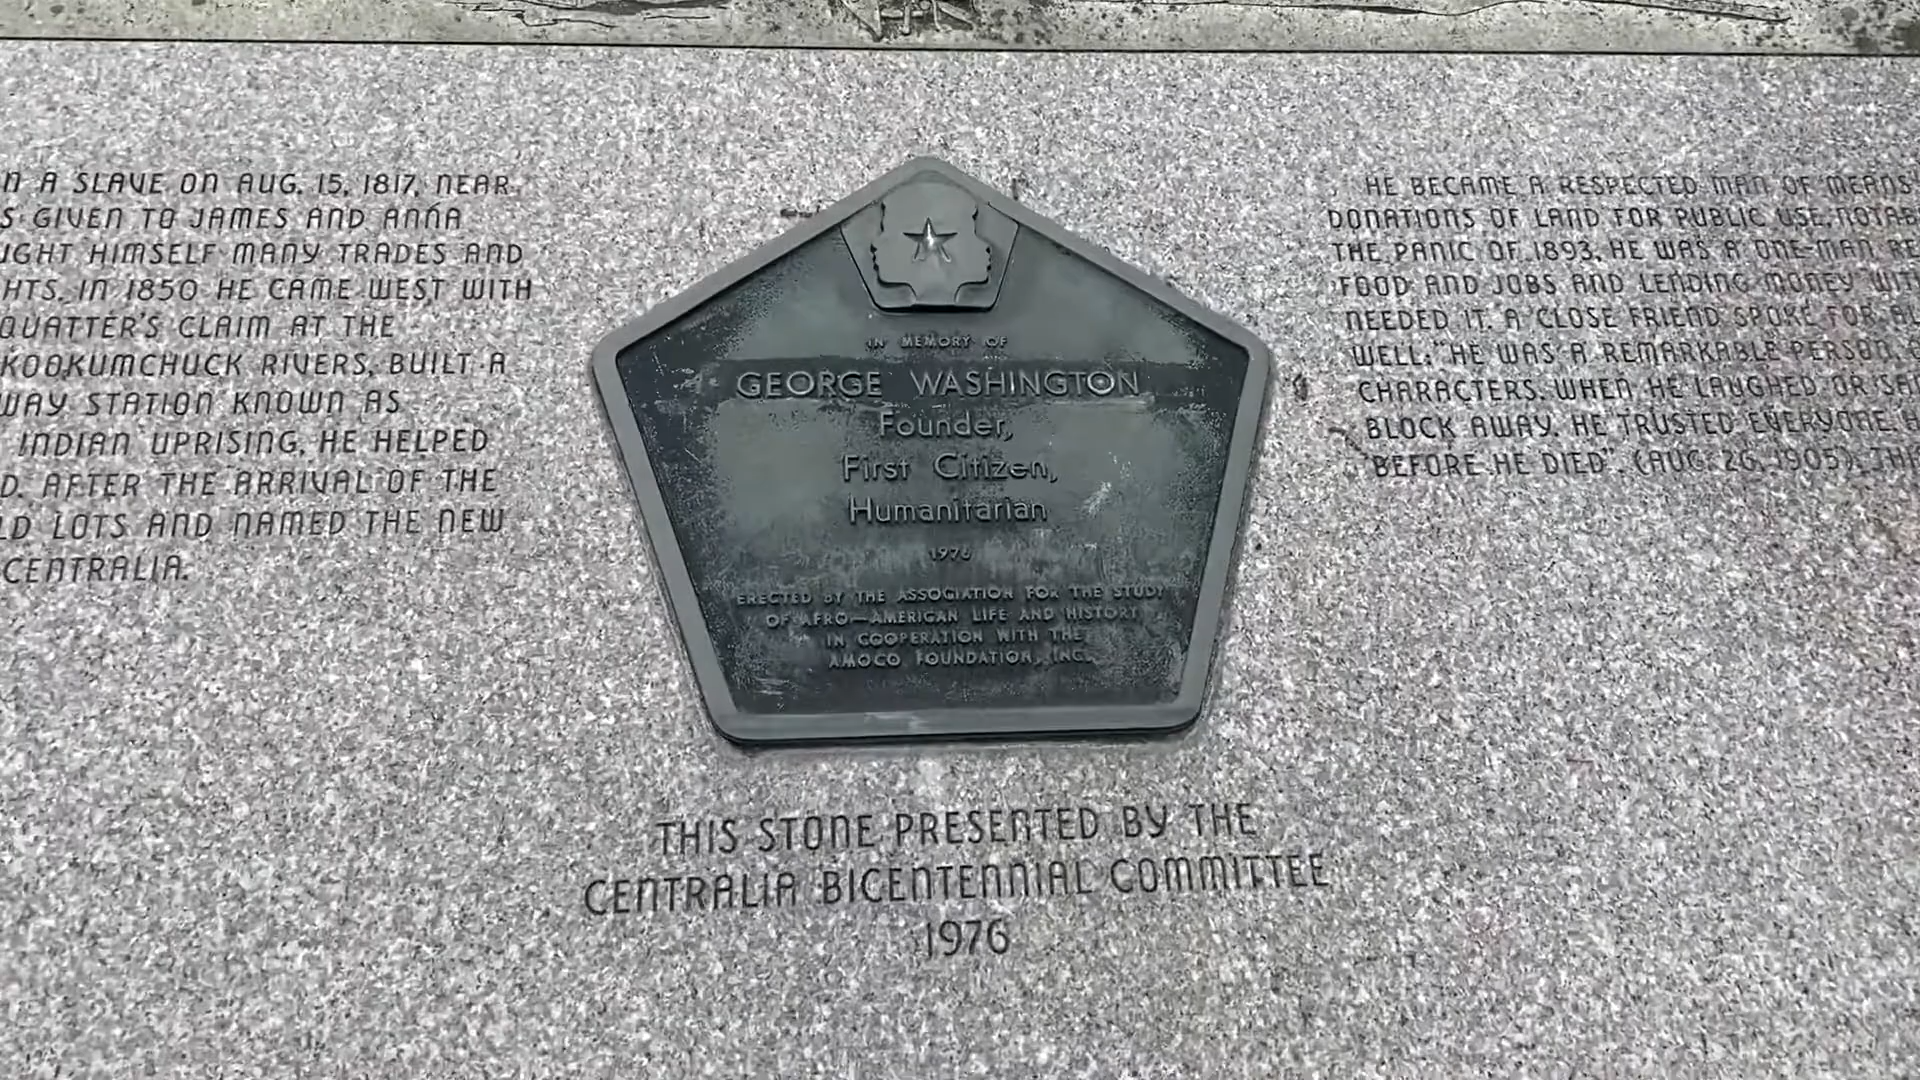 N A SLAVE ON AUG. 15, 1817, NEAR
S GIVEN TO JAMES AND ANNA
UGHT HIMSELF MANY TRADES AND
HTS. IN 1850 HE CAME WEST WITH
QUATTER'S CLAIM AT THE
KOOKUMCHUCK RIVERS, BUILT A
WAY STATION KNOWN AS
INDIAN UPRISING, HE HELPED
D. AFTER THE ARRIVAL OF THE
LD LOTS AND NAMED THE NEW
CENTRALIA.
IN MEMORY OF
GEORGE WASHINGTON
Founder,
First Citizen,
Humanitarian
1976
ERECTED BY THE ASSOCIATION FOR THE STUDY
OF AFRO—AMERICAN LIFE AND HISTORY
IN COOPERATION WITH THE
AMOCO FOUNDATION, INC.
HE BECAME A RESPECTED MAN OF MEANS
DONATIONS OF LAND FOR PUBLIC USE, NOTAB
THE PANIC OF 1893, HE WAS A ONE-MAN RE
FOOD AND JOBS AND LENDING MONEY WIT
NEEDED IT. A CLOSE FRIEND SPOKE FOR AL
WELL: "HE WAS A REMARKABLE PERSON,
CHARACTERS. WHEN HE LAUGHED OR SA
BLOCK AWAY. HE TRUSTED EVERYONE. H
BEFORE HE DIED". (AUG. 26, 1905). THI
THIS STONE PRESENTED BY THE
CENTRALIA BICENTENNIAL COMMITTEE
1976